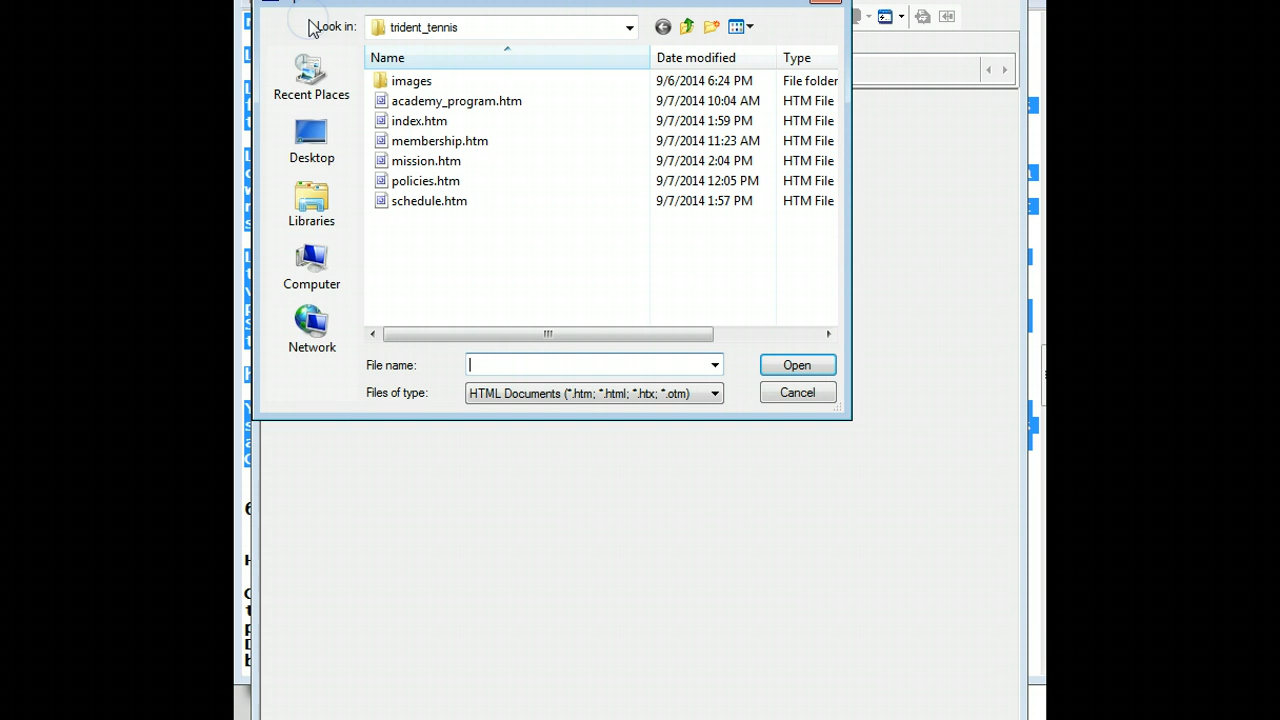 Look in: trident_tennis
Name Date modified Type
images 9/6/2014 6:24 PM File folder
academy_program.htm 9/7/2014 10:04 AM HTM File
index.htm 9/7/2014 1:59 PM HTM File
membership.htm 9/7/2014 11:23 AM HTM File
mission.htm 9/7/2014 2:04 PM HTM File
policies.htm 9/7/2014 12:05 PM HTM File
schedule.htm 9/7/2014 1:57 PM HTM File
Recent Places
Desktop
Libraries
Computer
Network
File name: Open
Files of type: HTML Documents (*.htm; *.html; *.htx; *.otm) Cancel